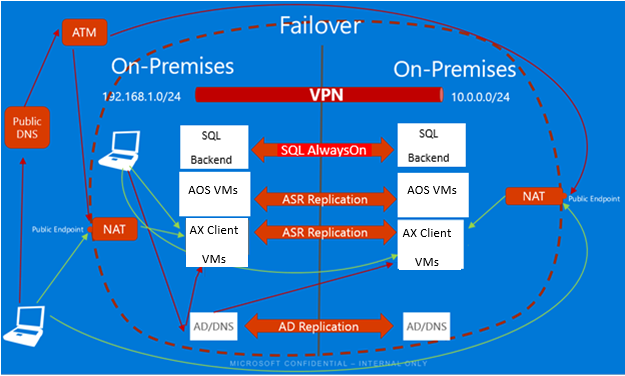 Failover
ATM
On-Premises
On-Premises
192.168.1.0/24
VPN
10.0.0.0/24
Public
DNS
SQL
Backend
SQL AlwaysOn
SQL
Backend
AOS VMs
ASR Replication
AOS VMs
NAT
Public Endpoint
Public Endpoint
NAT
AX Client
VMs
ASR Replication
AX Client
VMs
AD/DNS
AD Replication
AD/DNS
MICROSOFT CONFIDENTIAL – INTERNAL ONLY